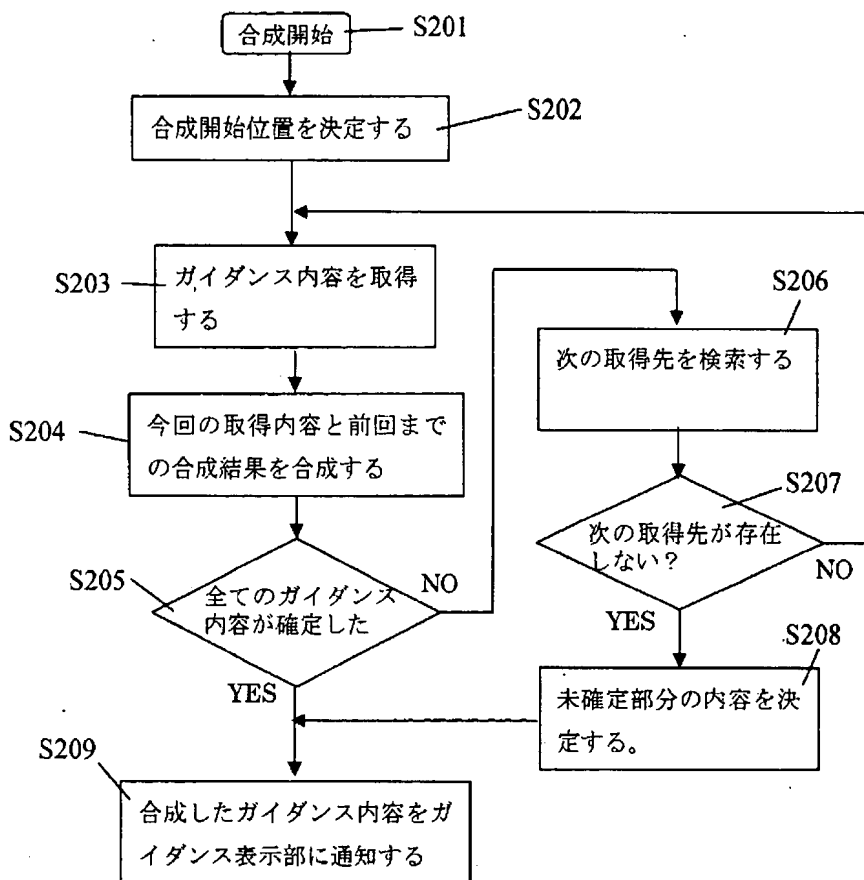 合成開始
S201
合成開始位置を決定する
S202
S203
ガイダンス内容を取得
する
S204
今回の取得内容と前回まで
の合成結果を合成する
S205
全てのガイダンス
内容が確定した
NO
YES
S206
次の取得先を検索する
S207
次の取得先が存在
しない?
NO
YES
S208
未確定部分の内容を決
定する。
S209
合成したガイダンス内容をガ
イダンス表示部に通知する